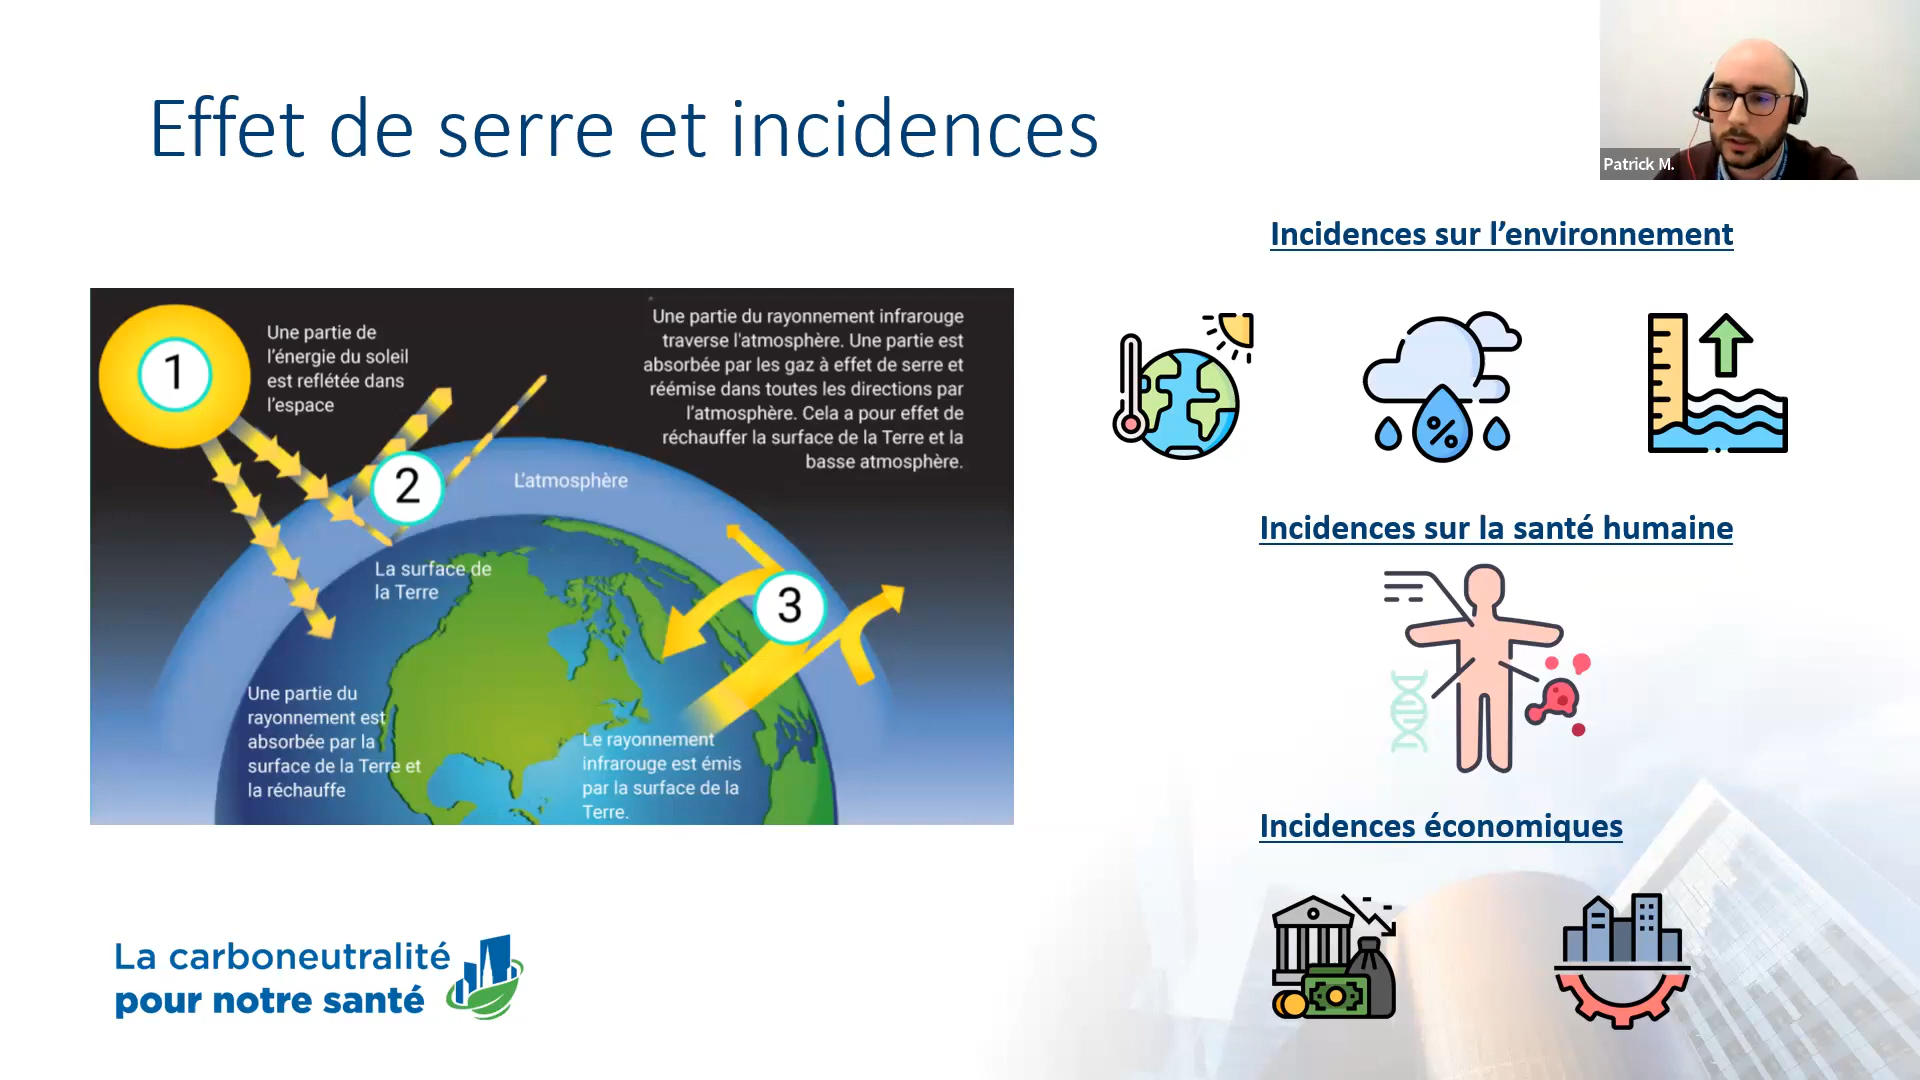 Effet de serre et incidences
Patrick M.
1
Une partie de
l'énergie du soleil
est reflétée dans
l'espace
2
Une partie du rayonnement infrarouge
traverse l'atmosphère. Une partie est
absorbée par les gaz à effet de serre et
réémise dans toutes les directions par
l'atmosphère. Cela a pour effet de
réchauffer la surface de la Terre et la
basse atmosphère.
L'atmosphère
La surface de
la Terre
3
Une partie du
rayonnement est
absorbée par la
surface de la Terre et
la réchauffe
Le rayonnement
infrarouge est émis
par la surface de la
Terre.
Incidences sur l’environnement
%
Incidences sur la santé humaine
Incidences économiques
La carboneutralité
pour notre santé